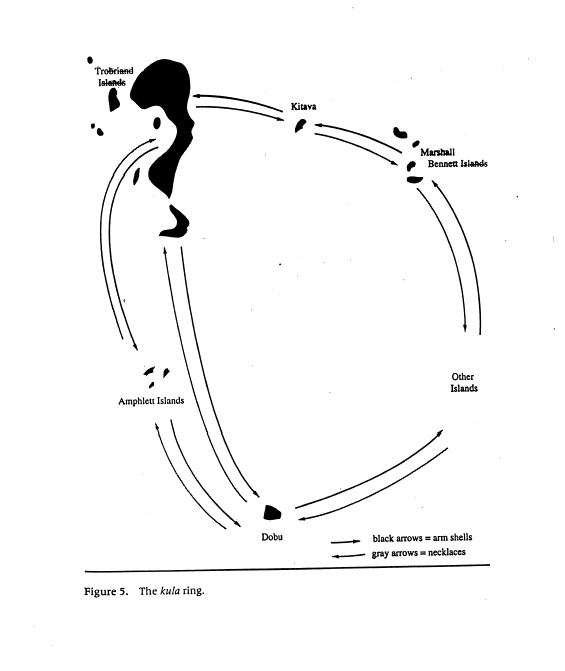 Trobriand
Islands
Kitava
Marshall
Bennett Islands
Other
Islands
Amphlett Islands
Dobu
black arrows = arm shells
gray arrows = necklaces
Figure 5. The kula ring.